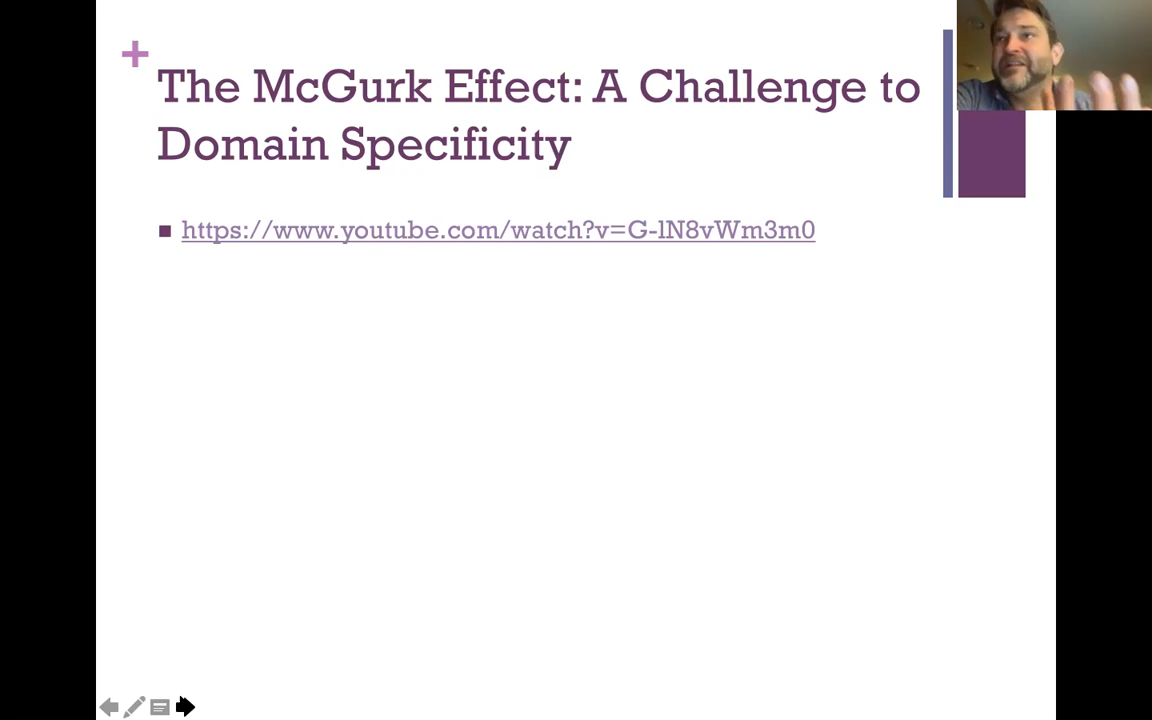 +
The McGurk Effect: A Challenge to
Domain Specificity
https://www.youtube.com/watch?v=G-lN8vWm3m0